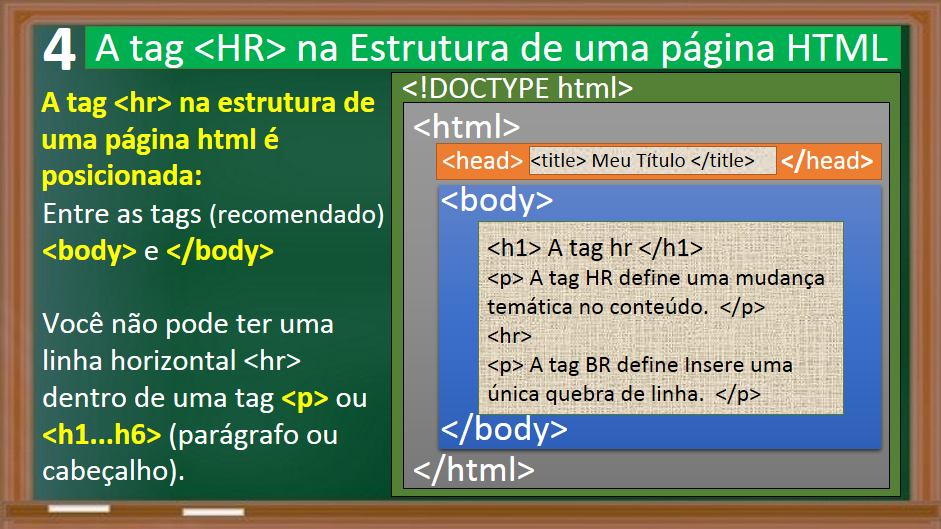 4 A tag <HR> na Estrutura de uma página HTML
A tag <hr> na estrutura de
uma página html é
posicionada:
Entre as tags (recomendado)
<body> e </body>
Você não pode ter uma
linha horizontal <hr>
dentro de uma tag <p> ou
<h1...h6> (parágrafo ou
cabeçalho).
<!DOCTYPE html>
<html>
<head> <title> Meu Título </title> </head>
<body>
<h1> A tag hr </h1>
<p> A tag HR define uma mudança
temática no conteúdo. </p>
<hr>
<p> A tag BR define Insere uma
única quebra de linha. </p>
</body>
</html>